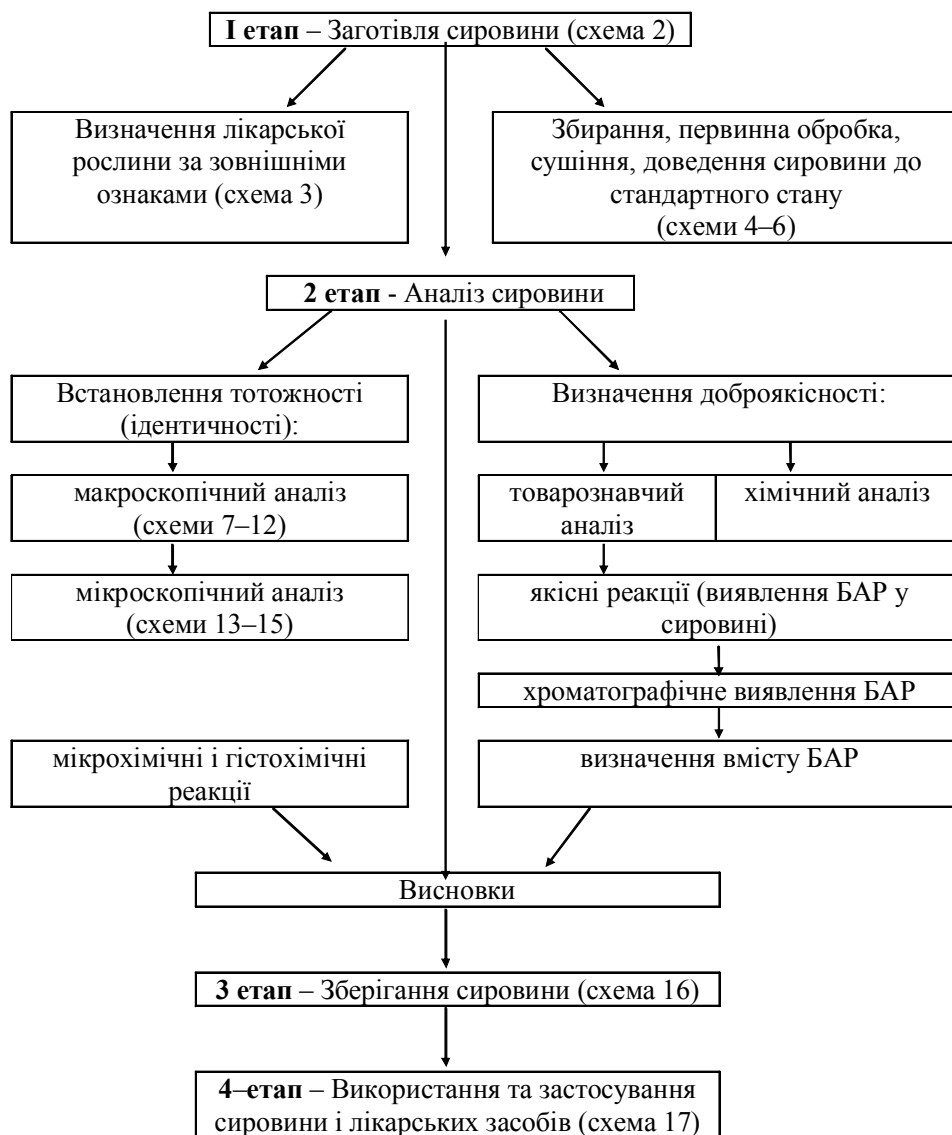 І етап – Заготівля сировини (схема 2)
Визначення лікарської
рослини за зовнішніми
ознаками (схема 3)
Збирання, первинна обробка,
сушіння, доведення сировини до
стандартного стану
(схеми 4–6)
2 етап - Аналіз сировини
Встановлення тотожності
(ідентичності):
Визначення доброякісності:
макроскопічний аналіз
(схеми 7–12)
товарознавчий
аналіз
хімічний аналіз
мікроскопічний аналіз
(схеми 13–15)
якісні реакції (виявлення БАР у
сировині)
хроматографічне виявлення БАР
мікрохімічні і гістохімічні
реакції
визначення вмісту БАР
Висновки
3 етап – Зберігання сировини (схема 16)
4–етап – Використання та застосування
сировини і лікарських засобів (схема 17)